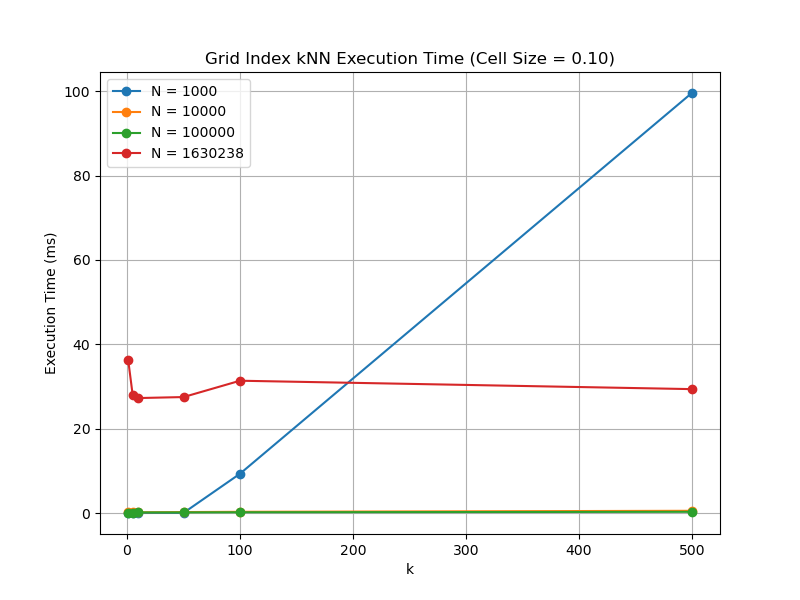 Grid Index kNN Execution Time (Cell Size = 0.10)
N = 1000
N = 10000
N = 100000
N = 1630238
Execution Time (ms)
100
80
60
40
20
0
0 100 200 300 400 500
k